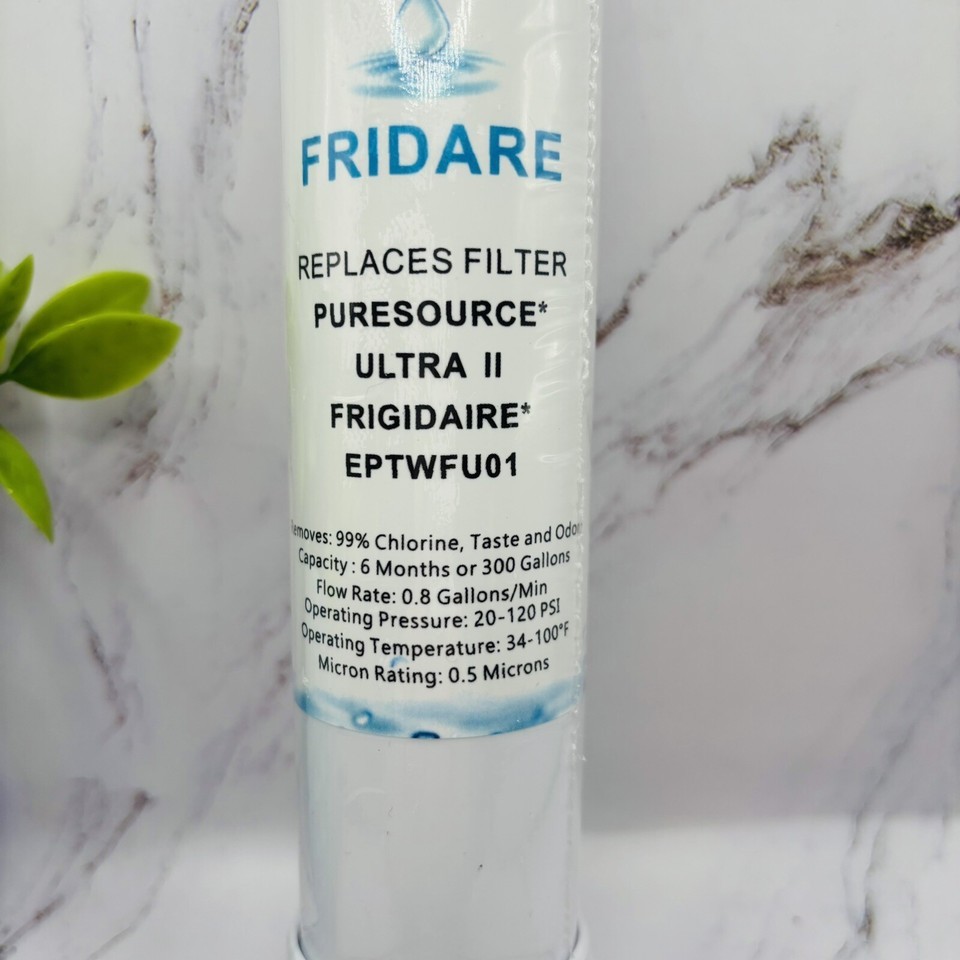 FRIDARE
REPLACES FILTER
PURESOURCE*
ULTRA II
FRIGIDAIRE*
EPTWFU01
emoves: 99% Chlorine, Taste and Odo
Capacity : 6 Months or 300 Gallons
Flow Rate: 0.8 Gallons/Min
Operating Pressure: 20-120 PSI
Operating Temperature: 34-100°F
Micron Rating: 0.5 Microns